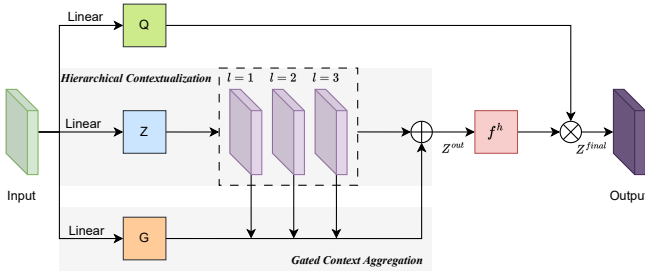 Linear
Q
Hierarchical Contextualization
l = 1
l = 2
l = 3
Linear
Z
Z^{out}
f^h
Z^{final}
Input
Output
Linear
G
Gated Context Aggregation